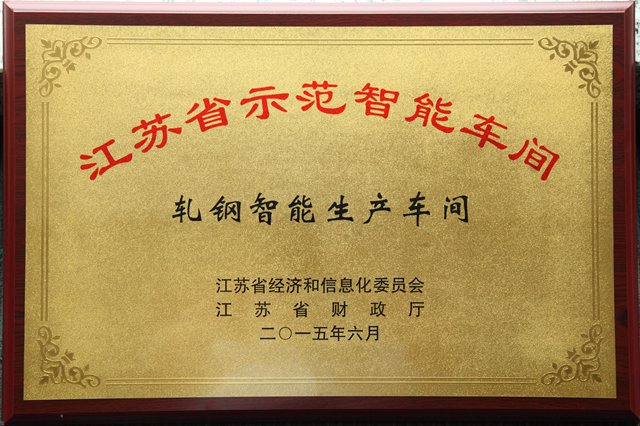 江苏省示范智能车间
轧钢智能生产车间
江苏省经济和信息化委员会
江苏省财政厅
二〇一五年六月